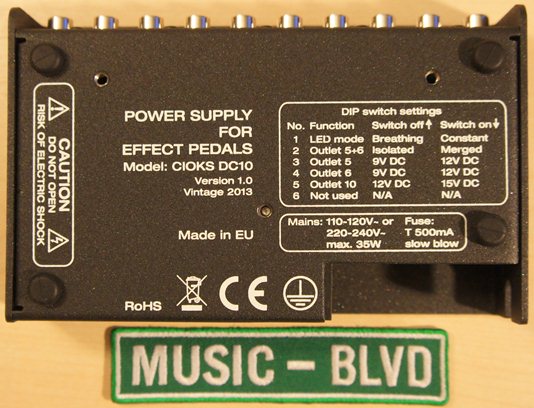 CAUTION
DO NOT OPEN
RISK OF ELECTRIC SHOCK
POWER SUPPLY
FOR
EFFECT PEDALS
Model: CIOKS DC10
Version 1.0
Vintage 2013
Made in EU
RoHS
CE
DIP switch settings
No. Function Switch off↑ Switch on↓
1 LED mode Breathing Constant
2 Outlet 5+6 Isolated Merged
3 Outlet 5 9V DC 12V DC
4 Outlet 6 9V DC 12V DC
5 Outlet 10 12V DC 15V DC
6 Not used N/A N/A
Mains: 110-120V~ or Fuse:
220-240V~ T 500mA
max. 35W slow blow
MUSIC - BLVD